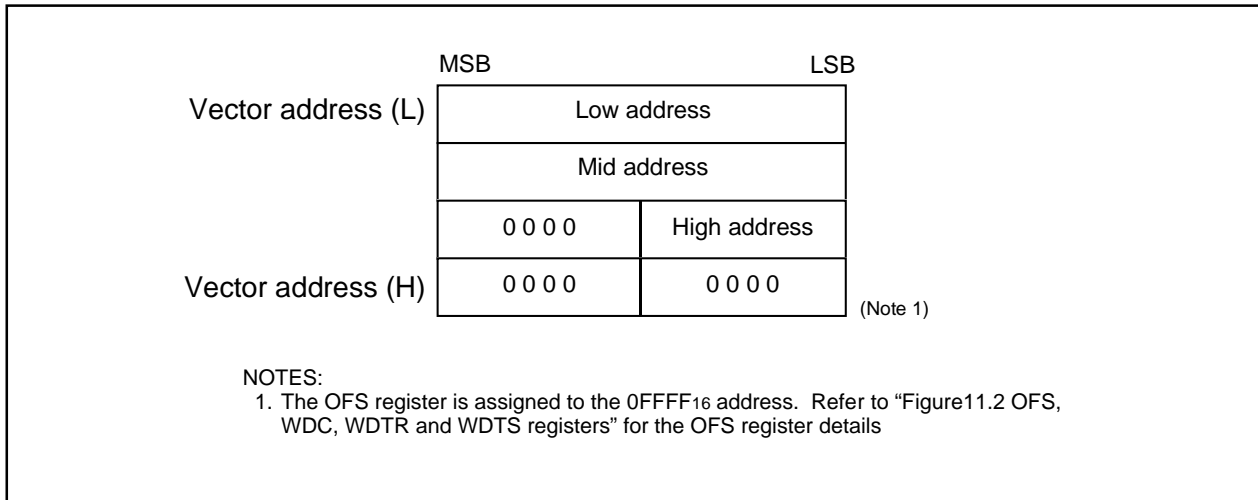 MSB LSB
Vector address (L) Low address
Mid address
0 0 0 0 High address
Vector address (H) 0 0 0 0 0 0 0 0 (Note 1)
NOTES:
1. The OFS register is assigned to the 0FFFF16 address. Refer to “Figure11.2 OFS,
WDC, WDTR and WDTS registers” for the OFS register details